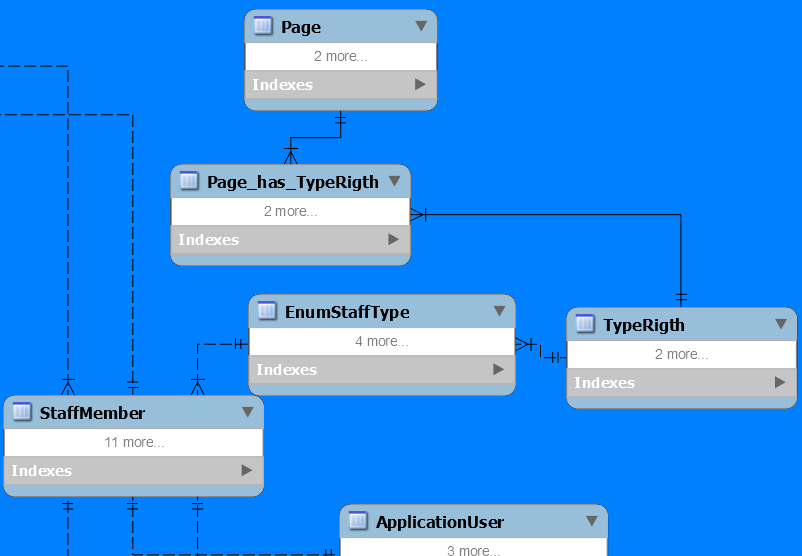 Page
2 more...
Indexes
Page_has_TypeRigth
2 more...
Indexes
EnumStaffType
4 more...
Indexes
TypeRigth
2 more...
Indexes
StaffMember
11 more...
Indexes
ApplicationUser
3 more...